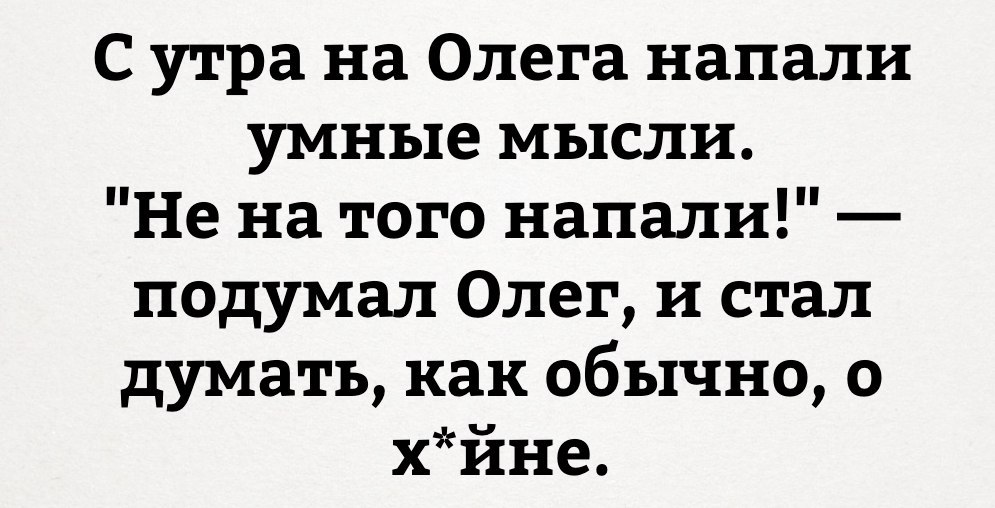 С утра на Олега напали
умные мысли.
"Не на того напали!" —
подумал Олег, и стал
думать, как обычно, о
х*йне.